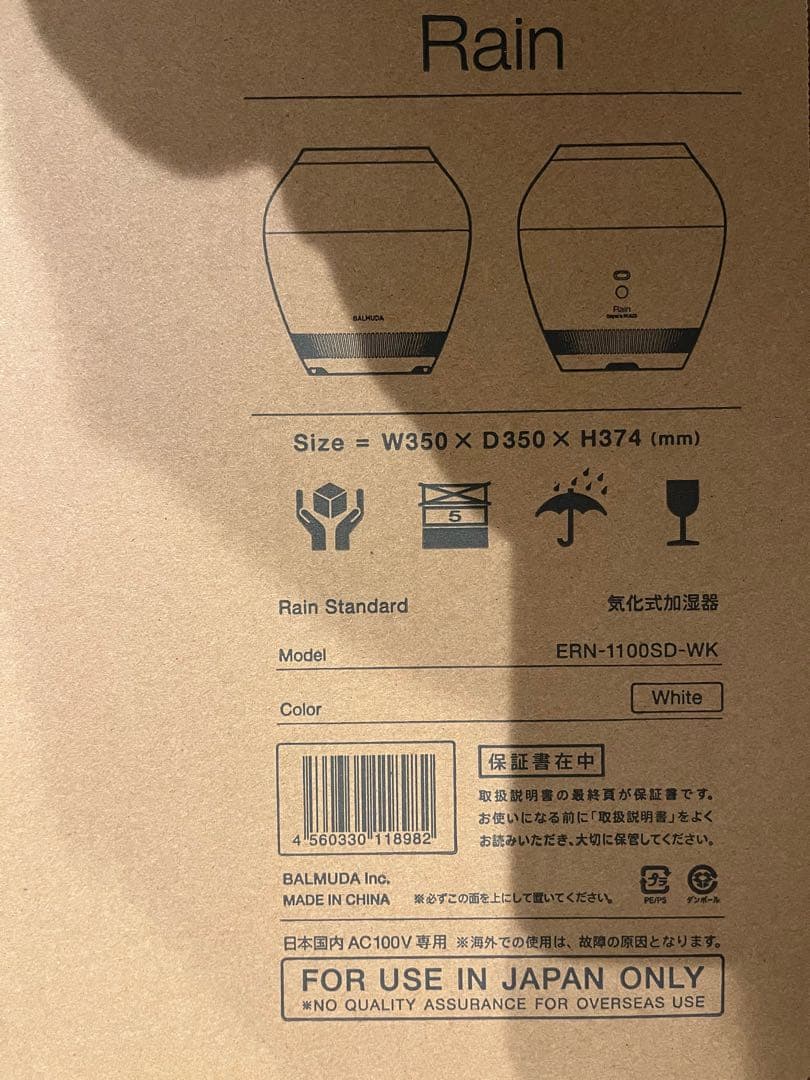 Rain
BALMUDA
Rain
Size = W350 × D350 × H374 (mm)
5
Rain Standard 気化式加湿器
Model ERN-1100SD-WK
Color White
保証書在中
取扱説明書の最終頁が保証書です。
お使いになる前に「取扱説明書」をよく
お読みいただき、大切に保管してください。
4 560330 118982
BALMUDA Inc.
MADE IN CHINA ※必ずこの面を上にして置いてください。
プラ
PE/PS ダンボール
日本国内 AC100V 専用 ※海外での使用は、故障の原因となります。
FOR USE IN JAPAN ONLY
※NO QUALITY ASSURANCE FOR OVERSEAS USE